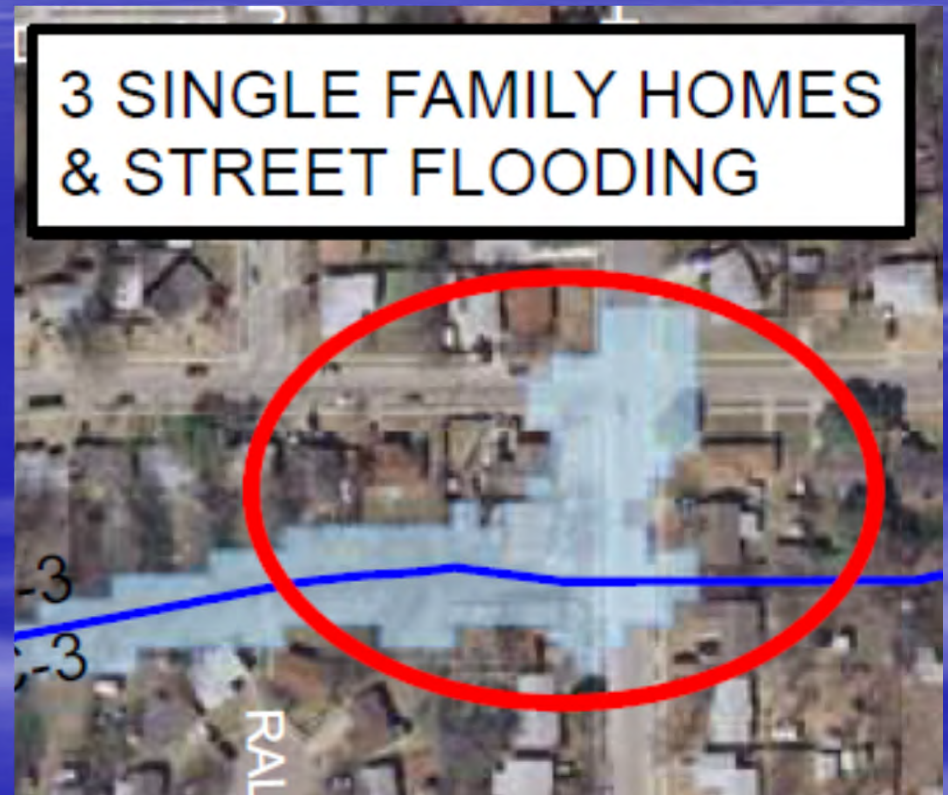 3 SINGLE FAMILY HOMES
& STREET FLOODING
-3
-3
RAL